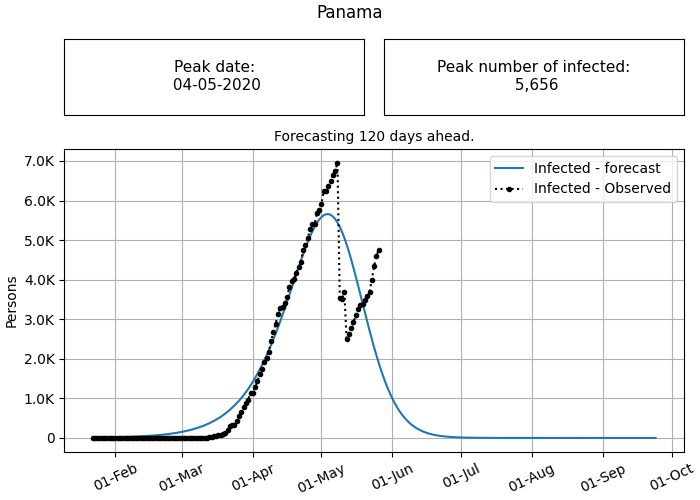 Panama
Peak date:
04-05-2020
Peak number of infected:
5,656
Forecasting 120 days ahead.
Infected - forecast
Infected - Observed
7.0K
6.0K
5.0K
4.0K
3.0K
2.0K
1.0K
0
Persons
01-Feb
01-Mar
01-Apr
01-May
01-Jun
01-Jul
01-Aug
01-Sep
01-Oct